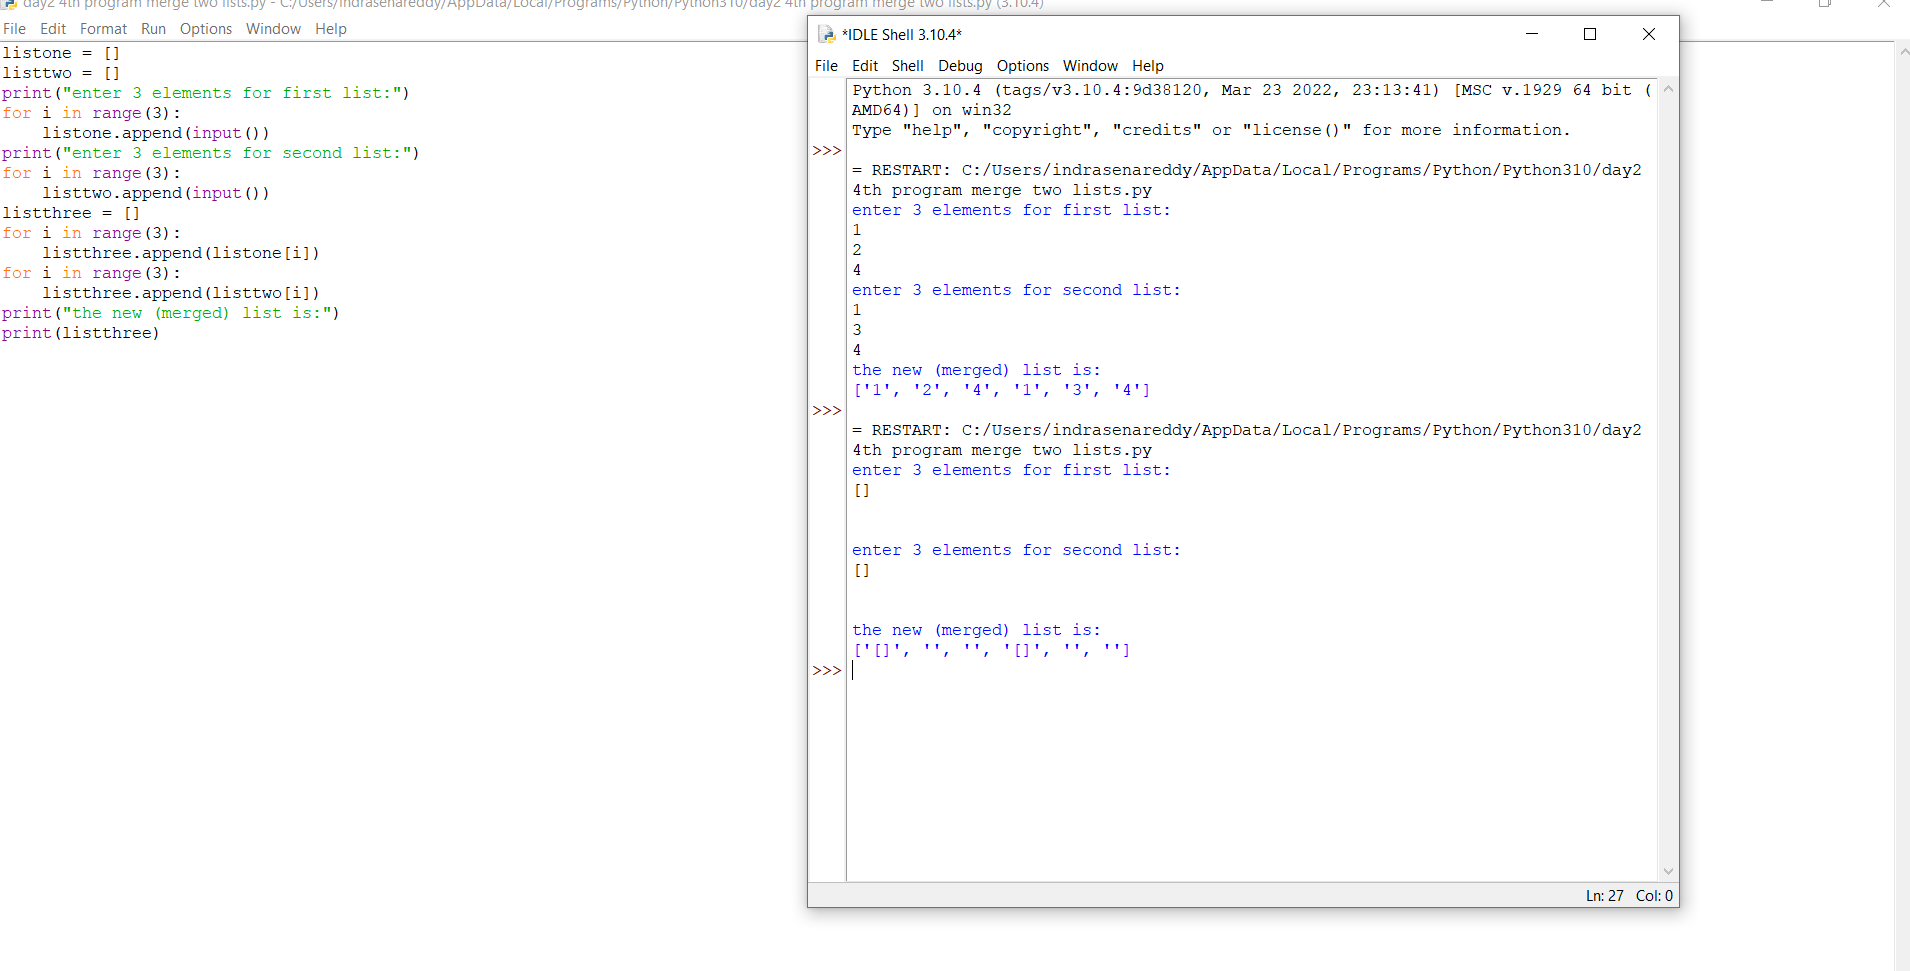 day2 4th program merge two lists.py - C:/Users/indrasenareddy/AppData/Local/Programs/Python/Python310/day2 4th program merge two lists.py (3.10.4)
File Edit Format Run Options Window Help
listone = []
listtwo = []
print("enter 3 elements for first list:")
for i in range(3):
    listone.append(input())
print("enter 3 elements for second list:")
for i in range(3):
    listtwo.append(input())
listthree = []
for i in range(3):
    listthree.append(listone[i])
for i in range(3):
    listthree.append(listtwo[i])
print("the new (merged) list is:")
print(listthree)
*IDLE Shell 3.10.4*
File Edit Shell Debug Options Window Help
Python 3.10.4 (tags/v3.10.4:9d38120, Mar 23 2022, 23:13:41) [MSC v.1929 64 bit (
AMD64)] on win32
Type "help", "copyright", "credits" or "license()" for more information.
>>>
= RESTART: C:/Users/indrasenareddy/AppData/Local/Programs/Python/Python310/day2
4th program merge two lists.py
enter 3 elements for first list:
1
2
4
enter 3 elements for second list:
1
3
4
the new (merged) list is:
['1', '2', '4', '1', '3', '4']
>>>
= RESTART: C:/Users/indrasenareddy/AppData/Local/Programs/Python/Python310/day2
4th program merge two lists.py
enter 3 elements for first list:
[]
enter 3 elements for second list:
[]
the new (merged) list is:
['[]', '', '', '[]', '', '']
>>>
Ln: 27 Col: 0